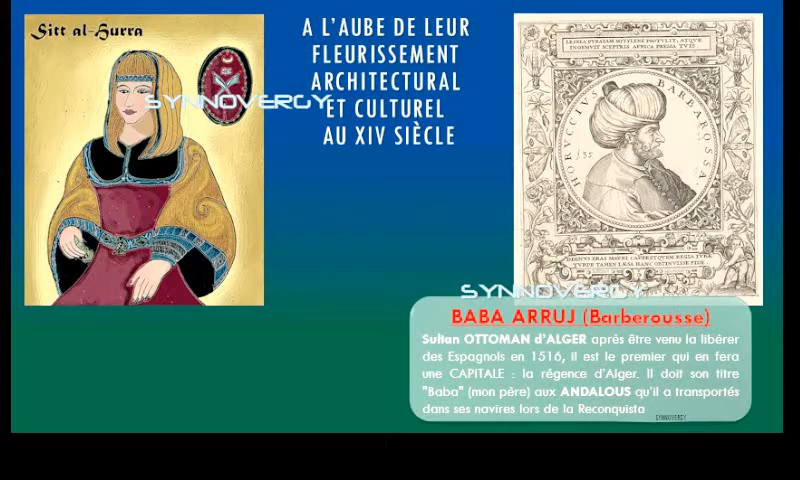 Sitt al-Hurra
SYNNOVERGY
A L'AUBE DE LEUR
FLEURISSEMENT
ARCHITECTURAL
ET CULTUREL
AU XIV SIÈCLE
HORVCCIVS BARBAROSSA
SYNNOVERGY
BABA ARRUJ (Barberousse)
Sultan OTTOMAN d'ALGER après être venu la libérer
des Espagnols en 1516, il est le premier qui en fera
une CAPITALE : la régence d'Alger. Il doit son titre
"Baba" (mon père) aux ANDALOUS qu'il a transportés
dans ses navires lors de la Reconquista
SYNNOVERGY